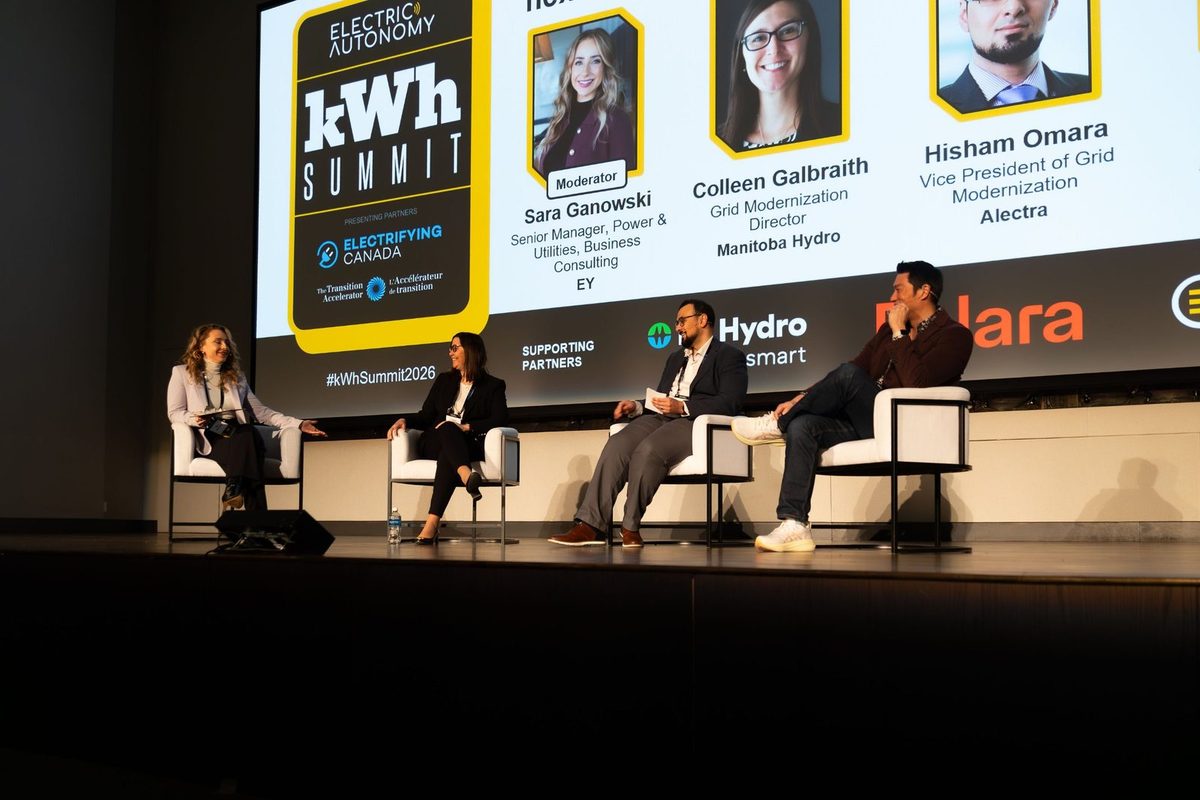 ELECTRIC
AUTONOMY
kWh
SUMMIT
PRESENTING PARTNERS
ELECTRIFYING
CANADA
The Transition
Accelerator
L'Accélérateur
de transition
#kWhSummit2026
Moderator
Sara Ganowski
Senior Manager, Power &
Utilities, Business
Consulting
EY
Colleen Galbraith
Grid Modernization
Director
Manitoba Hydro
Hisham Omara
Vice President of Grid
Modernization
Alectra
SUPPORTING
PARTNERS
Hydro
smart
lara